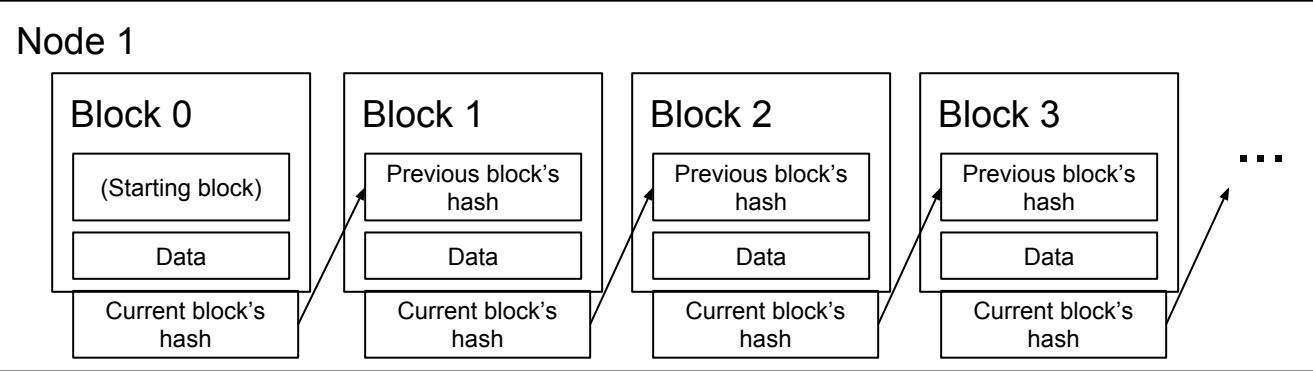 Node 1
Block 0
(Starting block)
Data
Current block's
hash
Block 1
Previous block's
hash
Data
Current block's
hash
Block 2
Previous block's
hash
Data
Current block's
hash
Block 3
Previous block's
hash
Data
Current block's
hash
...